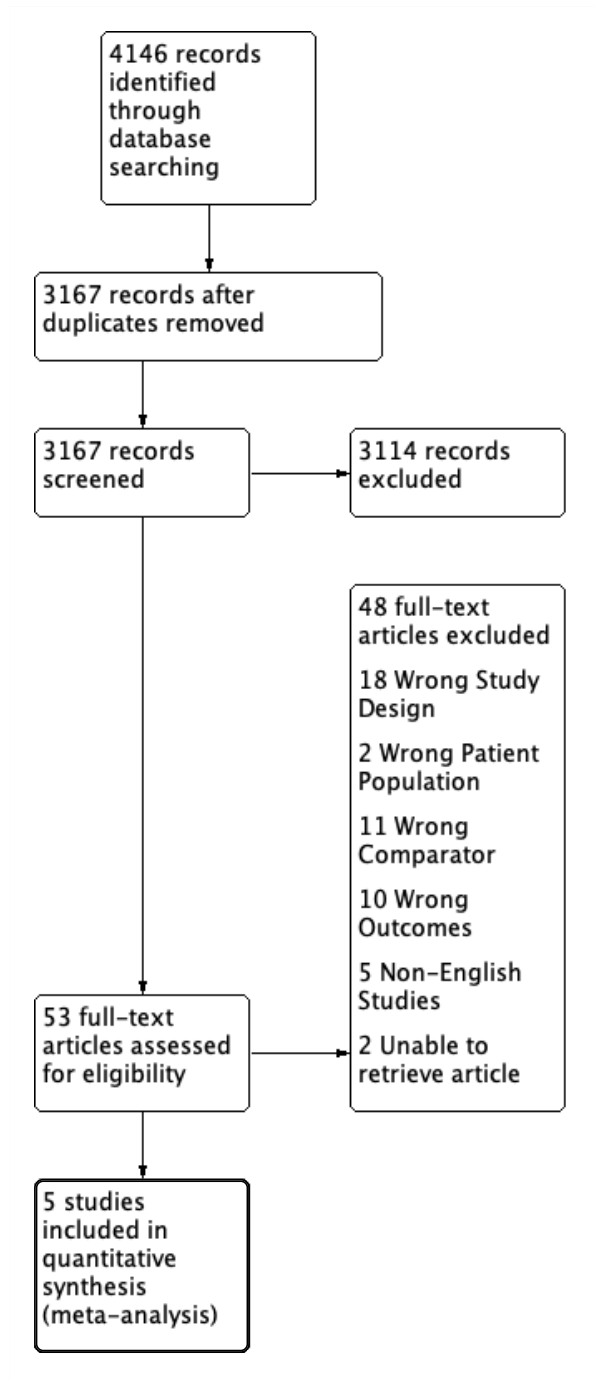 4146 records
identified
through
database
searching
3167 records after
duplicates removed
3167 records
screened
3114 records
excluded
48 full-text
articles excluded
18 Wrong Study
Design
2 Wrong Patient
Population
11 Wrong
Comparator
10 Wrong
Outcomes
5 Non-English
Studies
2 Unable to
retrieve article
53 full-text
articles assessed
for eligibility
5 studies
included in
quantitative
synthesis
(meta-analysis)